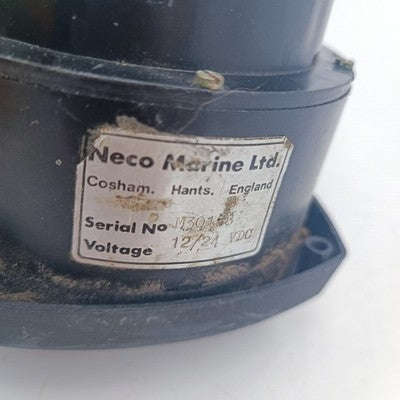 Neco Marine Ltd.
Cosham. Hants, England
Serial No
Voltage 12/24 VDC